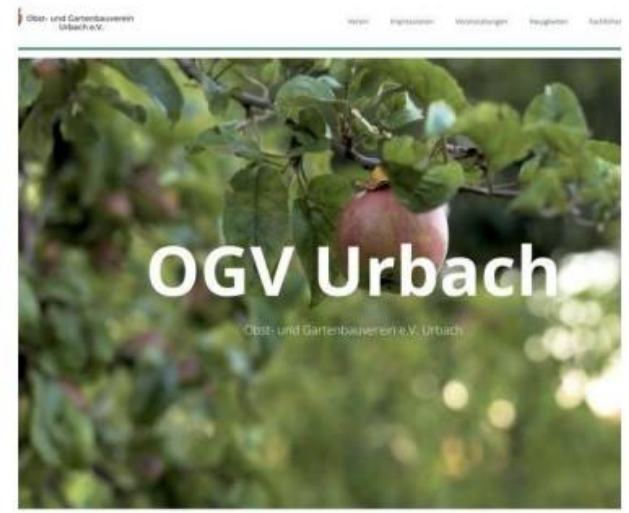 Obst- und Gartenbauverein
Urbach e.V.
Verein Impressionen Veranstaltungen Neuigkeiten
OGV Urbach
Obst- und Gartenbauverein e.V. Urbach